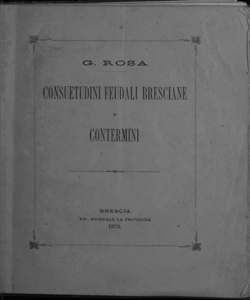 G. ROSA
CONSUETUDINI FEUDALI BRESCIANE
E
CONTERMINI
BRESCIA
TIP. GIORNALE LA PROVINCIA